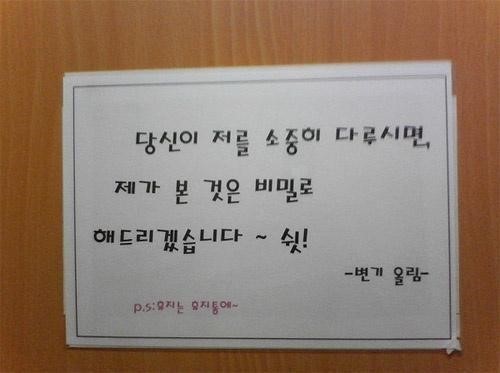 당신이 저를 소중히 다루시면,
제가 본 것은 비밀로
해드리겠습니다 ~ 쉿!
-변기 올림-
p.s:휴지는 휴지통에~